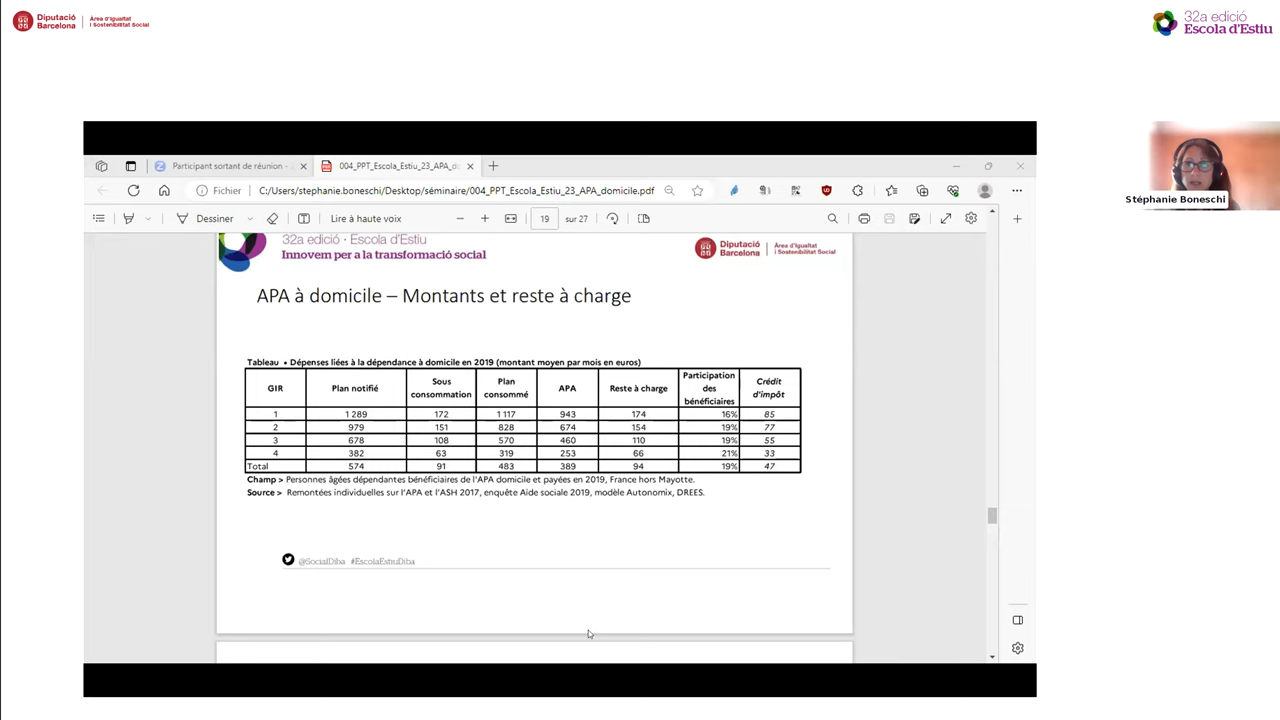 Diputació
Barcelona
Àrea d'Igualtat
i Sostenibilitat Social
32a edició
Escola d'Estiu
Participant sortant de réunion -
004_PPT_Escola_Estiu_23_APA_do
Fichier
C:/Users/stephanie.boneschi/Desktop/séminaire/004_PPT_Escola_Estiu_23_APA_domicile.pdf
Dessiner
Lire à haute voix
19 sur 27
Stéphanie Boneschi
32a edició · Escola d'Estiu
Innovem per a la transformació social
Diputació
Barcelona
Àrea d'Igualtat
i Sostenibilitat Social
APA à domicile – Montants et reste à charge
Tableau • Dépenses liées à la dépendance à domicile en 2019 (montant moyen par mois en euros)
GIR Plan notifié Sous consommation Plan consommé APA Reste à charge Participation des bénéficiaires Crédit d'impôt
1 1 289 172 1 117 943 174 16% 85
2 979 151 828 674 154 19% 77
3 678 108 570 460 110 19% 55
4 382 63 319 253 66 21% 33
Total 574 91 483 389 94 19% 47
Champ > Personnes âgées dépendantes bénéficiaires de l'APA domicile et payées en 2019, France hors Mayotte.
Source > Remontées individuelles sur l'APA et l'ASH 2017, enquête Aide sociale 2019, modèle Autonomix, DREES.
@SocialDiba #EscolaEstiuDiba